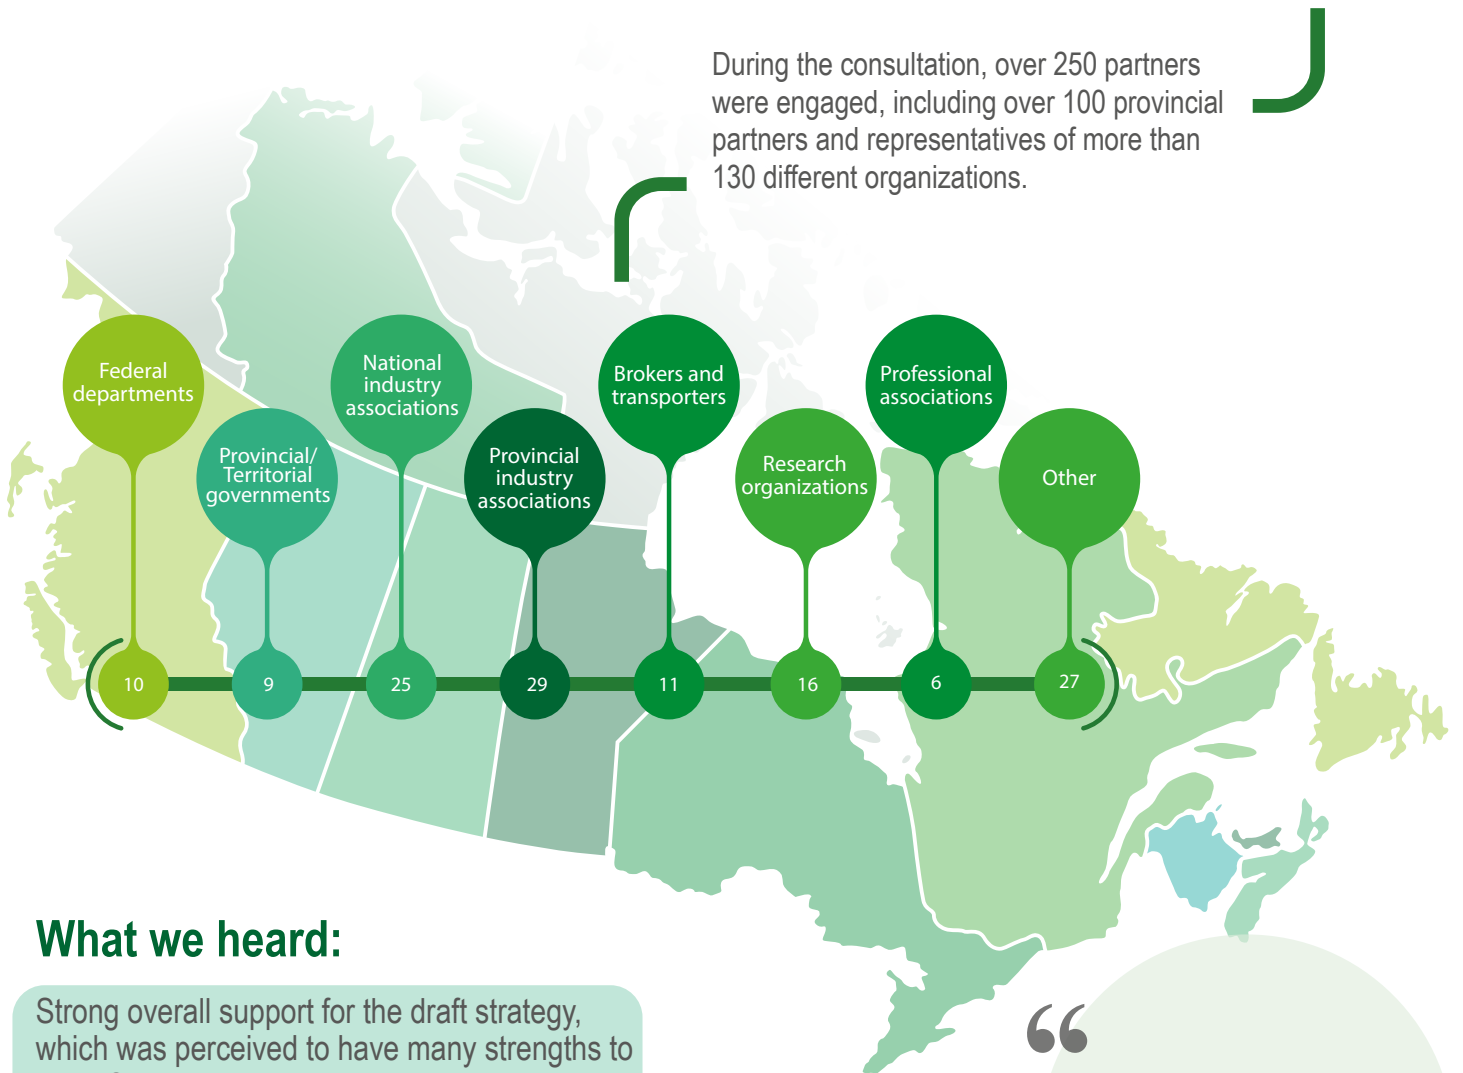 During the consultation, over 250 partners
were engaged, including over 100 provincial
partners and representatives of more than
130 different organizations.
Federal
departments
Provincial/
Territorial
governments
National
industry
associations
Provincial
industry
associations
Brokers and
transporters
Research
organizations
Professional
associations
Other
10
9
25
29
11
16
6
27
What we heard:
Strong overall support for the draft strategy,
which was perceived to have many strengths to
“